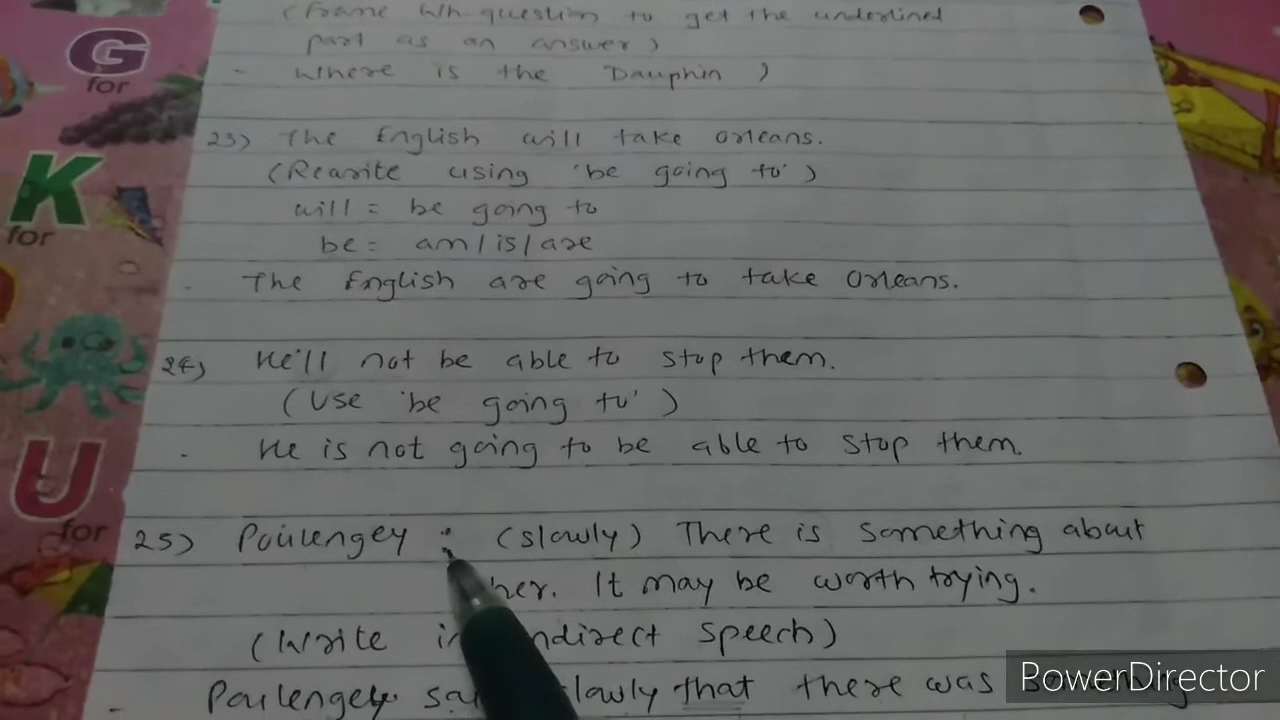 (Frame Wh-question to get the underlined
part as an answer)
- Where is the Dauphin )
23) The English will take Orleans.
(Rewrite using 'be going to')
will = be going to
be = am/is/are
. The English are going to take Orleans.
24) He'll not be able to stop them.
(Use 'be going to')
. He is not going to be able to stop them.
25) Poulengey : (slowly) There is something about
her. It may be worth trying.
(Write in indirect speech)
- Poulengey slowly that there was something
G
for
K
for
U
for
PowerDirector